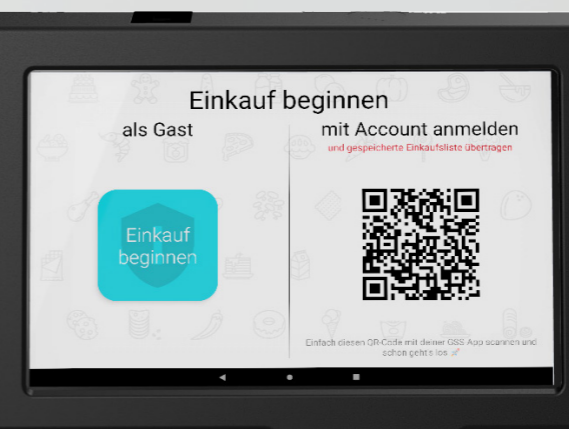 Einkauf beginnen
als Gast
mit Account anmelden
und gespeicherte Einkaufsliste übertragen
Einkauf
beginnen
Einfach diesen QR-Code mit deiner GSS App scannen und
schon geht's los